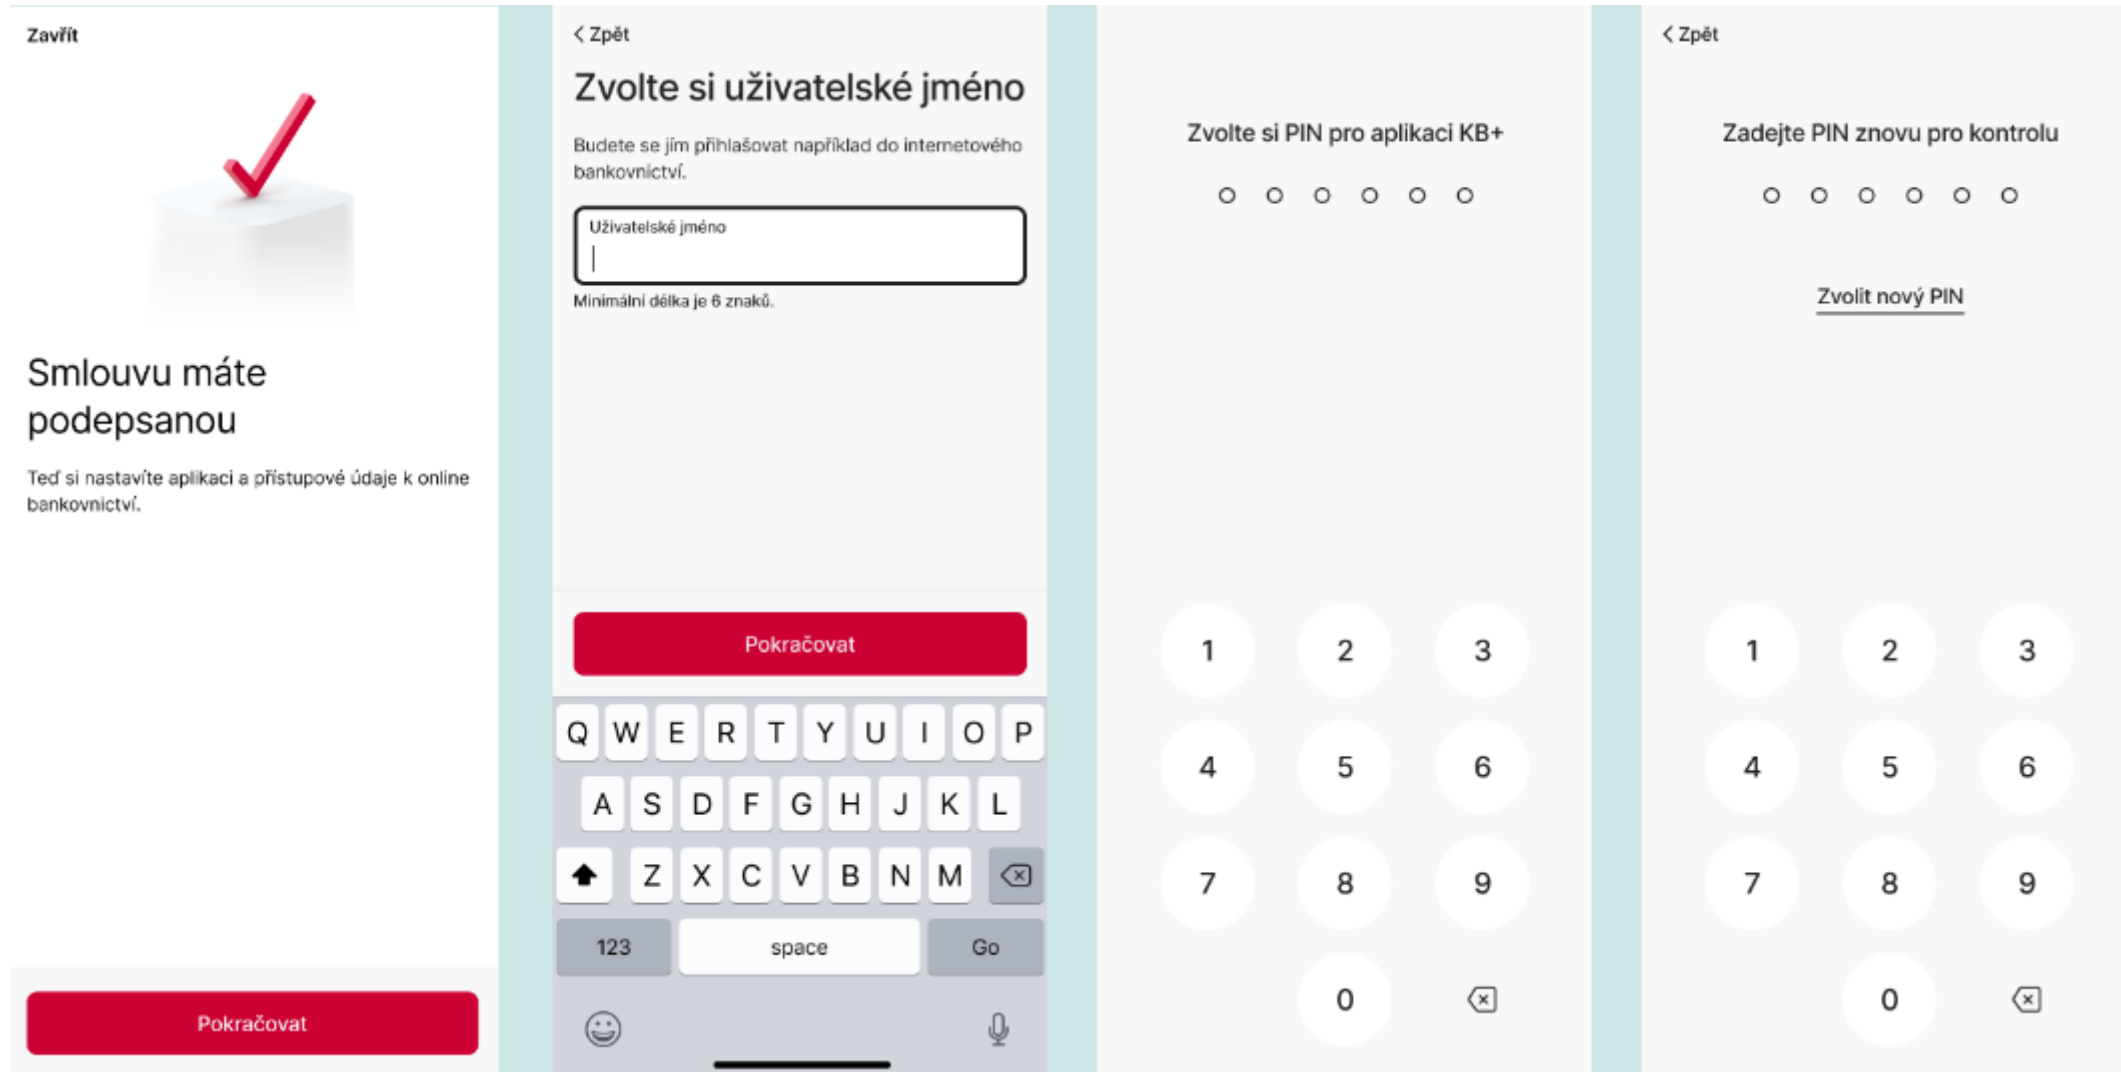 Zavřít
Smlouvu máte
podepsanou
Teď si nastavíte aplikaci a přístupové údaje k online
bankovnictví.
Pokračovat
Zpět
Zvolte si uživatelské jméno
Budete se jím přihlašovat například do internetového
bankovnictví.
Uživatelské jméno
Minimální délka je 6 znaků.
Pokračovat
Q W E R T Y U I O P
A S D F G H J K L
Z X C V B N M
123 space Go
Zvolte si PIN pro aplikaci KB+
1 2 3
4 5 6
7 8 9
0
Zpět
Zadejte PIN znovu pro kontrolu
Zvolit nový PIN
1 2 3
4 5 6
7 8 9
0